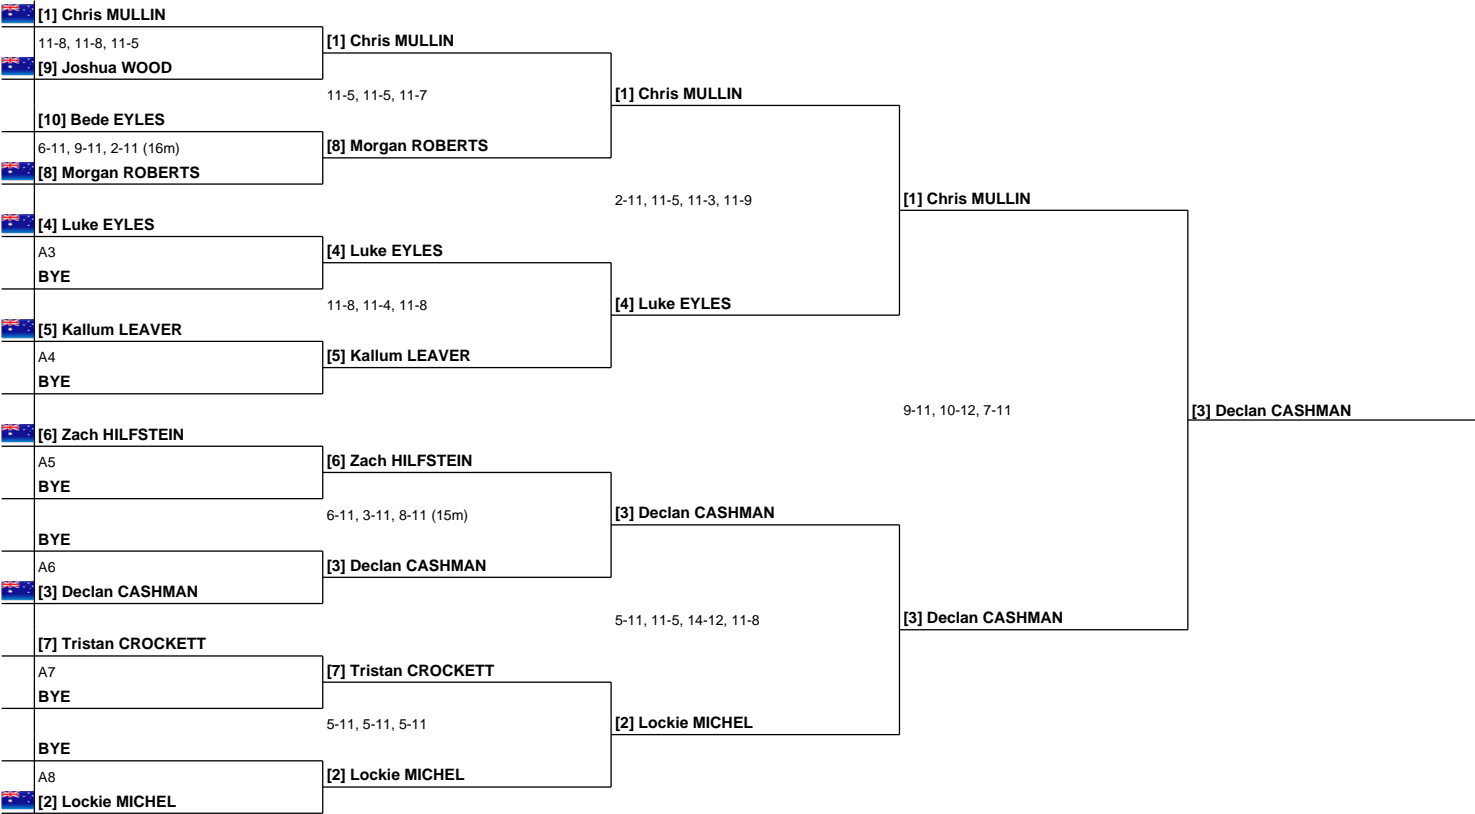 [1] Chris MULLIN
11-8, 11-8, 11-5
[9] Joshua WOOD
[10] Bede EYLES
6-11, 9-11, 2-11 (16m)
[8] Morgan ROBERTS
[4] Luke EYLES
A3
BYE
[5] Kallum LEAVER
A4
BYE
[6] Zach HILFSTEIN
A5
BYE
BYE
A6
[3] Declan CASHMAN
[7] Tristan CROCKETT
A7
BYE
BYE
A8
[2] Lockie MICHEL
[1] Chris MULLIN
11-5, 11-5, 11-7
[8] Morgan ROBERTS
[4] Luke EYLES
11-8, 11-4, 11-8
[5] Kallum LEAVER
[6] Zach HILFSTEIN
6-11, 3-11, 8-11 (15m)
[3] Declan CASHMAN
[7] Tristan CROCKETT
5-11, 5-11, 5-11
[2] Lockie MICHEL
[1] Chris MULLIN
2-11, 11-5, 11-3, 11-9
[4] Luke EYLES
[3] Declan CASHMAN
5-11, 11-5, 14-12, 11-8
[2] Lockie MICHEL
[1] Chris MULLIN
9-11, 10-12, 7-11
[3] Declan CASHMAN
[3] Declan CASHMAN